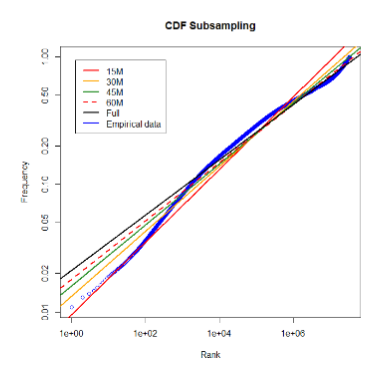 CDF Subsampling
15M
30M
45M
60M
Full
Empirical data
Frequency
1.00
0.50
0.20
0.10
0.05
0.02
0.01
1e+00 1e+02 1e+04 1e+06
Rank